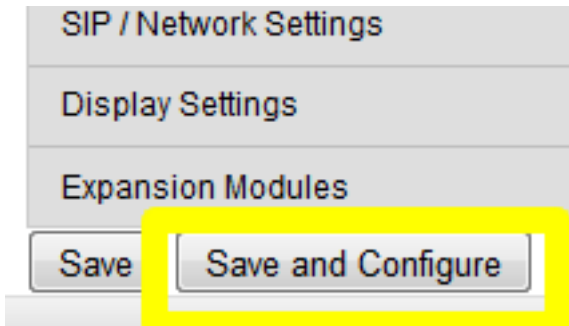 SIP / Network Settings
Display Settings
Expansion Modules
Save Save and Configure